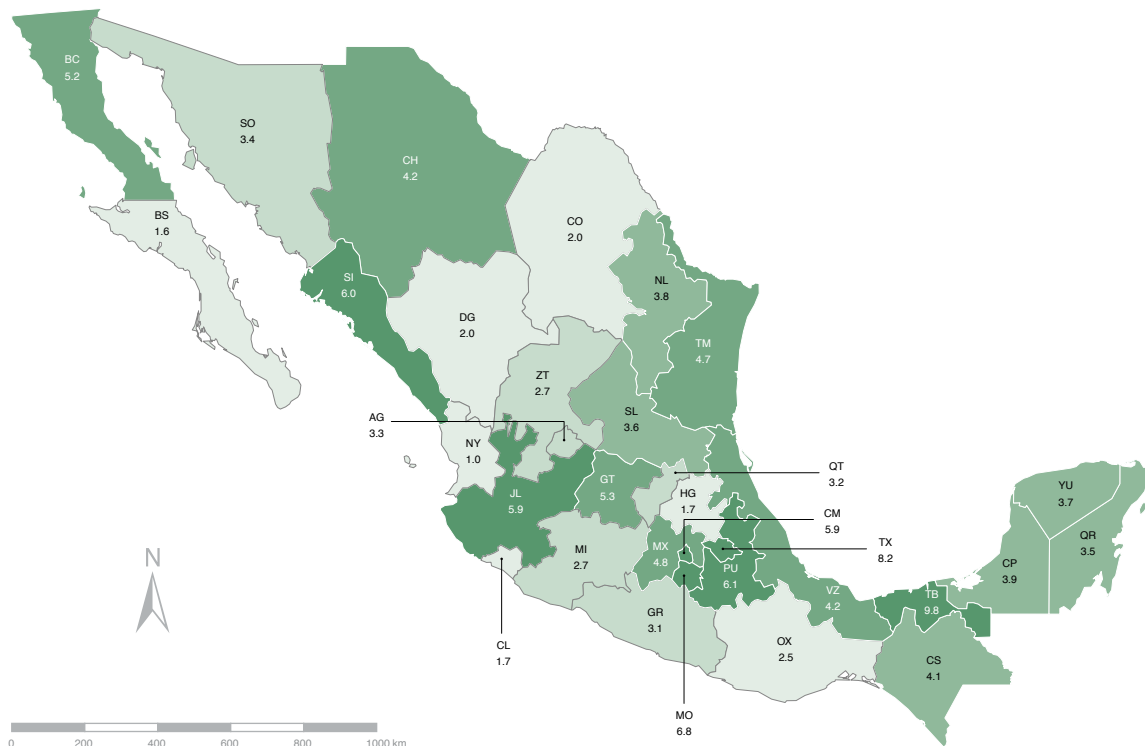 BC
5.2
SO
3.4
CH
4.2
BS
1.6
CO
2.0
SI
6.0
NL
3.8
DG
2.0
TM
4.7
ZT
2.7
AG
3.3
SL
3.6
NY
1.0
QT
3.2
GT
5.3
HG
1.7
YU
3.7
JL
5.9
CM
5.9
QR
3.5
TX
8.2
MX
4.8
MI
2.7
PU
6.1
CP
3.9
VZ
4.2
TB
9.8
GR
3.1
OX
2.5
CS
4.1
CL
1.7
MO
6.8
N
0
200
400
600
800
1000 km